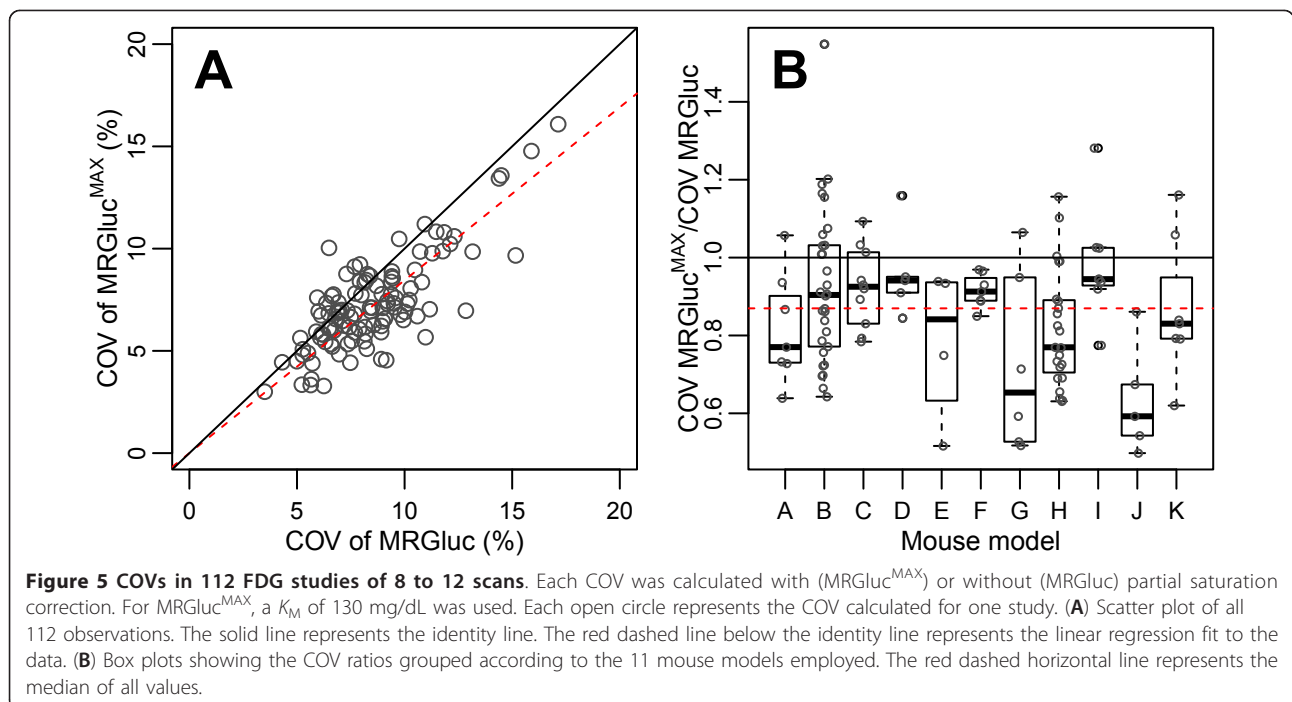 A
COV of MRGluc^MAX (%)
20
15
10
5
0
0 5 10 15 20
COV of MRGluc (%)
B
COV MRGluc^MAX/COV MRGluc
1.4
1.2
1.0
0.8
0.6
A B C D E F G H I J K
Mouse model
Figure 5 COVs in 112 FDG studies of 8 to 12 scans. Each COV was calculated with (MRGluc^MAX) or without (MRGluc) partial saturation
correction. For MRGluc^MAX, a K_M of 130 mg/dL was used. Each open circle represents the COV calculated for one study. (A) Scatter plot of all
112 observations. The solid line represents the identity line. The red dashed line below the identity line represents the linear regression fit to the
data. (B) Box plots showing the COV ratios grouped according to the 11 mouse models employed. The red dashed horizontal line represents the
median of all values.